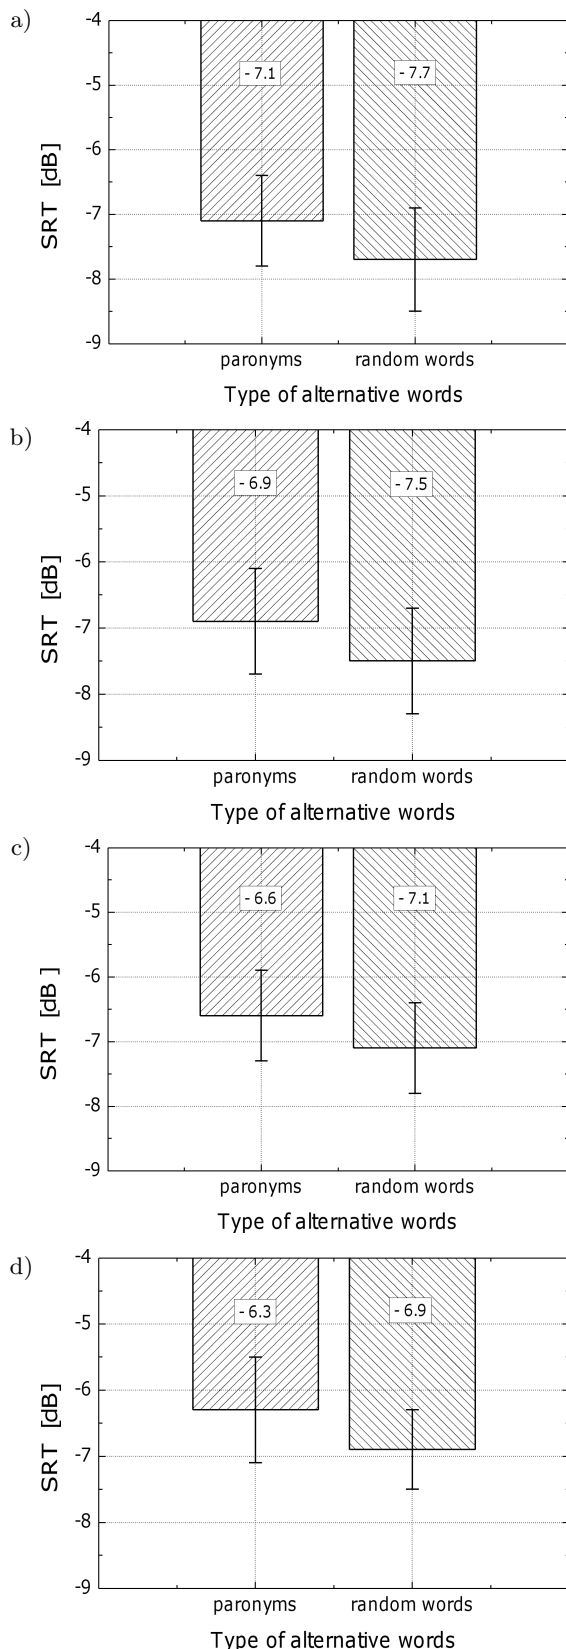 a)
-4
-5
-6
-7
-8
-9
SRT [dB]
- 7.1
- 7.7
paronyms random words
Type of alternative words
b)
-4
-5
-6
-7
-8
-9
SRT [dB]
- 6.9
- 7.5
paronyms random words
Type of alternative words
c)
-4
-5
-6
-7
-8
-9
SRT [dB ]
- 6.6
- 7.1
paronyms random words
Type of alternative words
d)
-4
-5
-6
-7
-8
-9
SRT [dB]
- 6.3
- 6.9
paronyms random words
Type of alternative words